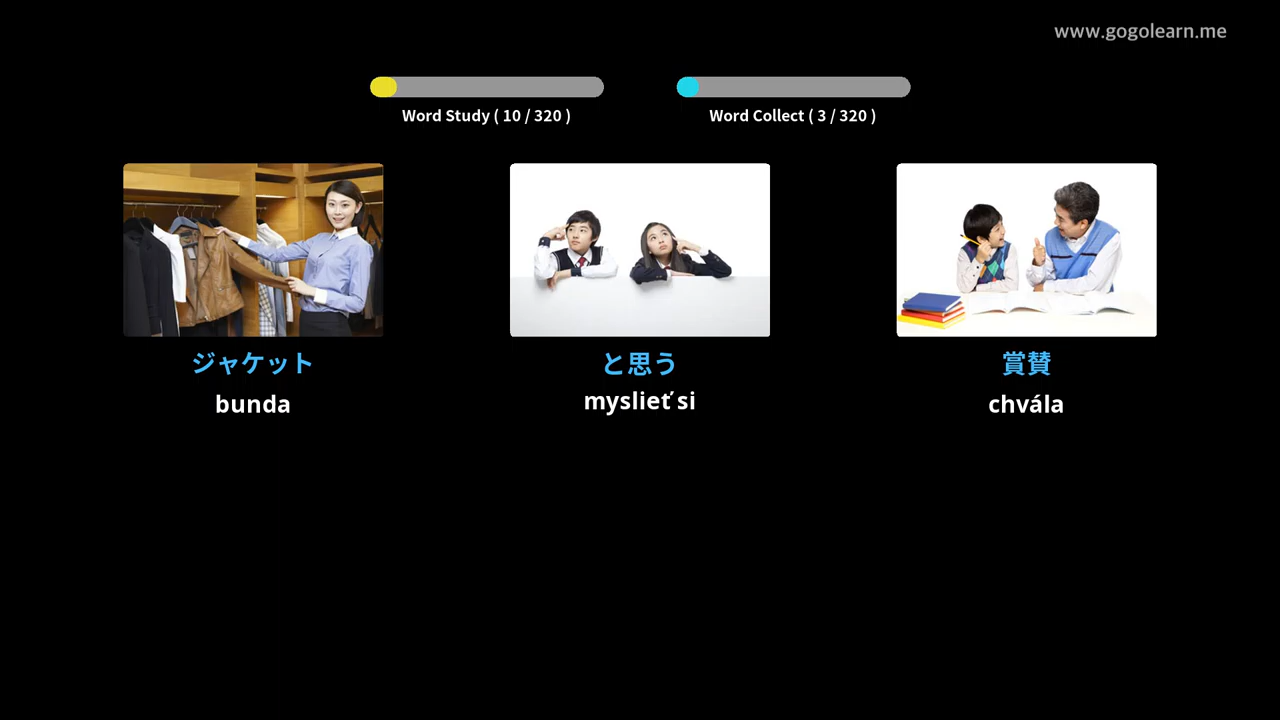 www.gogolearn.me
Word Study ( 10 / 320 )
Word Collect ( 3 / 320 )
ジャケット
bunda
と思う
myslieť si
賞賛
chvála